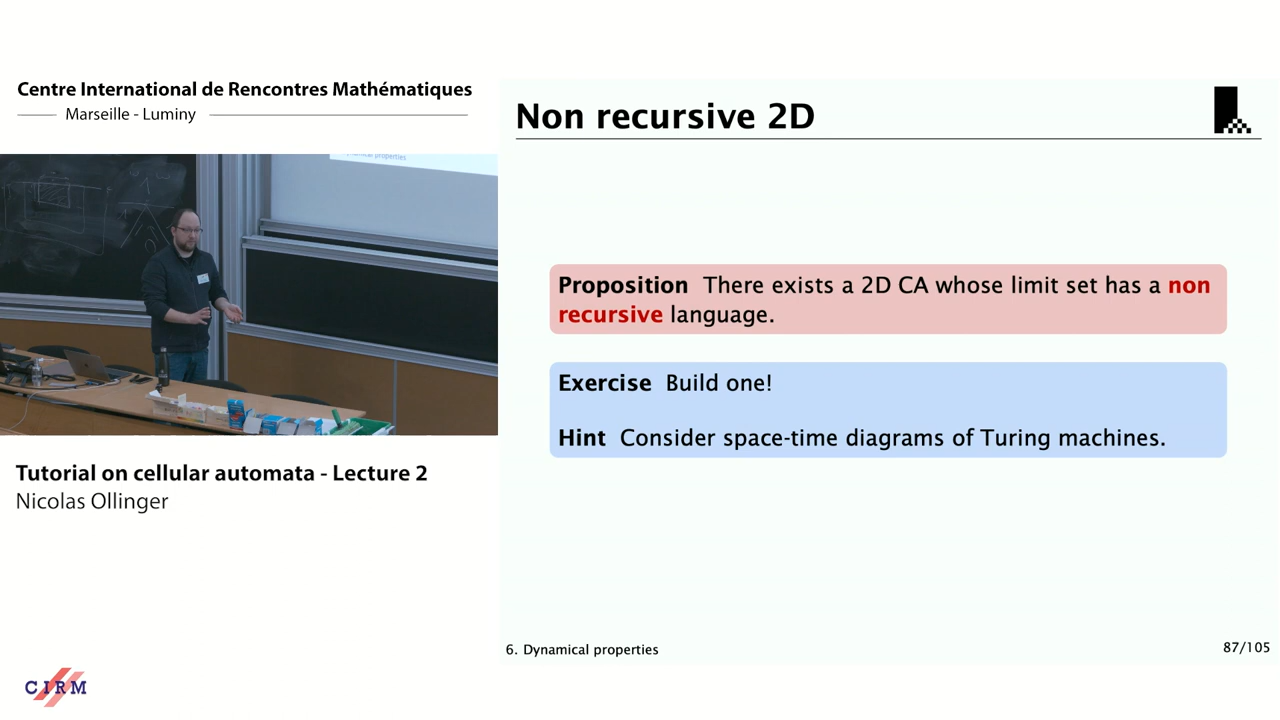 Centre International de Rencontres Mathématiques
Marseille - Luminy
Dynamical properties
Tutorial on cellular automata - Lecture 2
Nicolas Ollinger
CIRM
Non recursive 2D
Proposition There exists a 2D CA whose limit set has a non
recursive language.
Exercise Build one!
Hint Consider space-time diagrams of Turing machines.
6. Dynamical properties
87/105